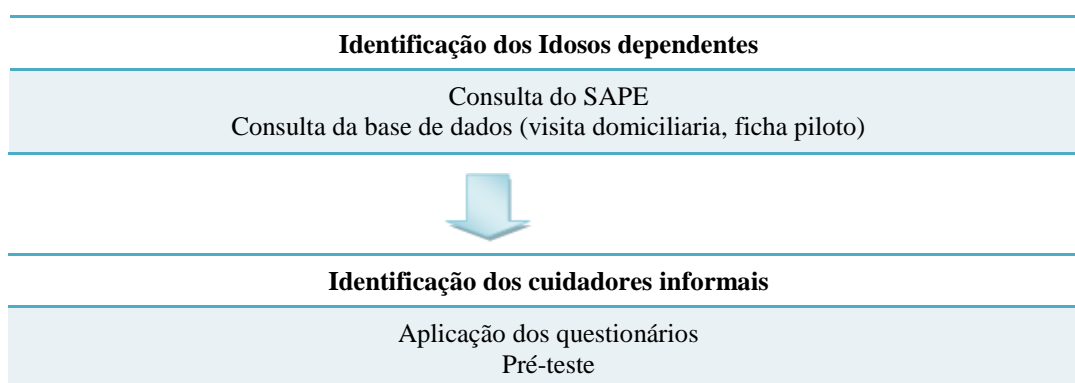 Identificação dos Idosos dependentes
Consulta do SAPE
Consulta da base de dados (visita domiciliaria, ficha piloto)
Identificação dos cuidadores informais
Aplicação dos questionários
Pré-teste